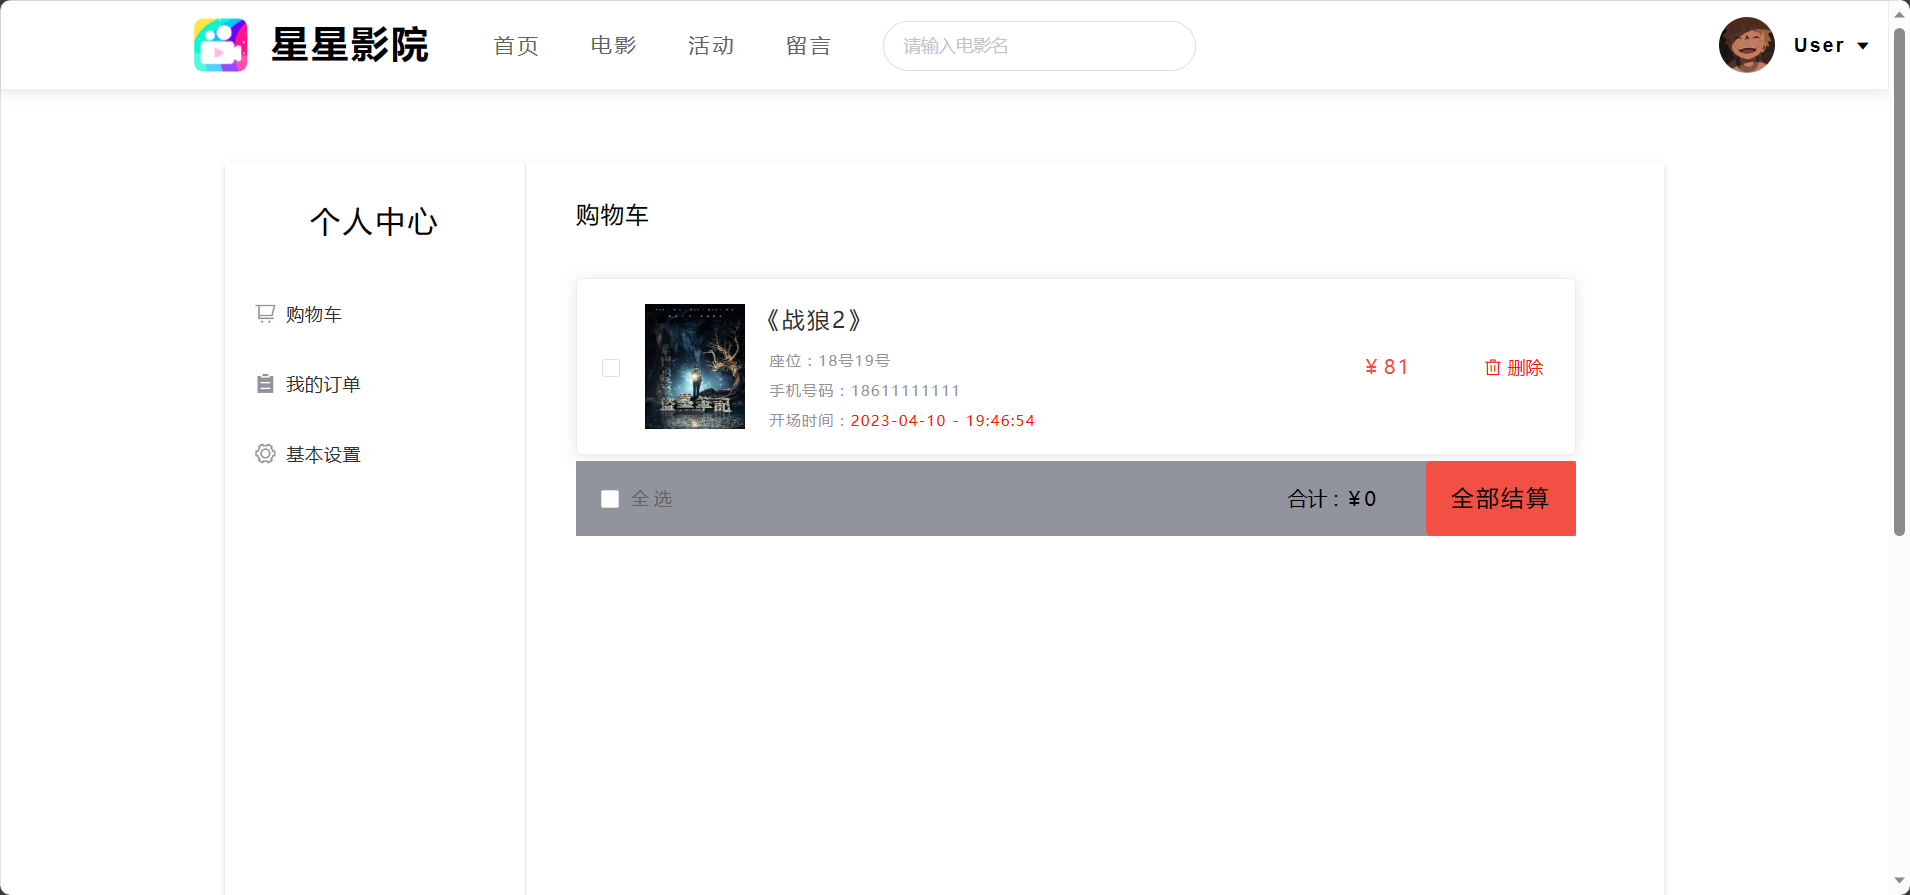 星星影院
首页
电影
活动
留言
请输入电影名
User
个人中心
购物车
我的订单
基本设置
购物车
盗墓笔記
《战狼2》
座位：18号19号
手机号码：18611111111
开场时间：2023-04-10 - 19:46:54
¥ 81
删除
全选
合计：¥0
全部结算